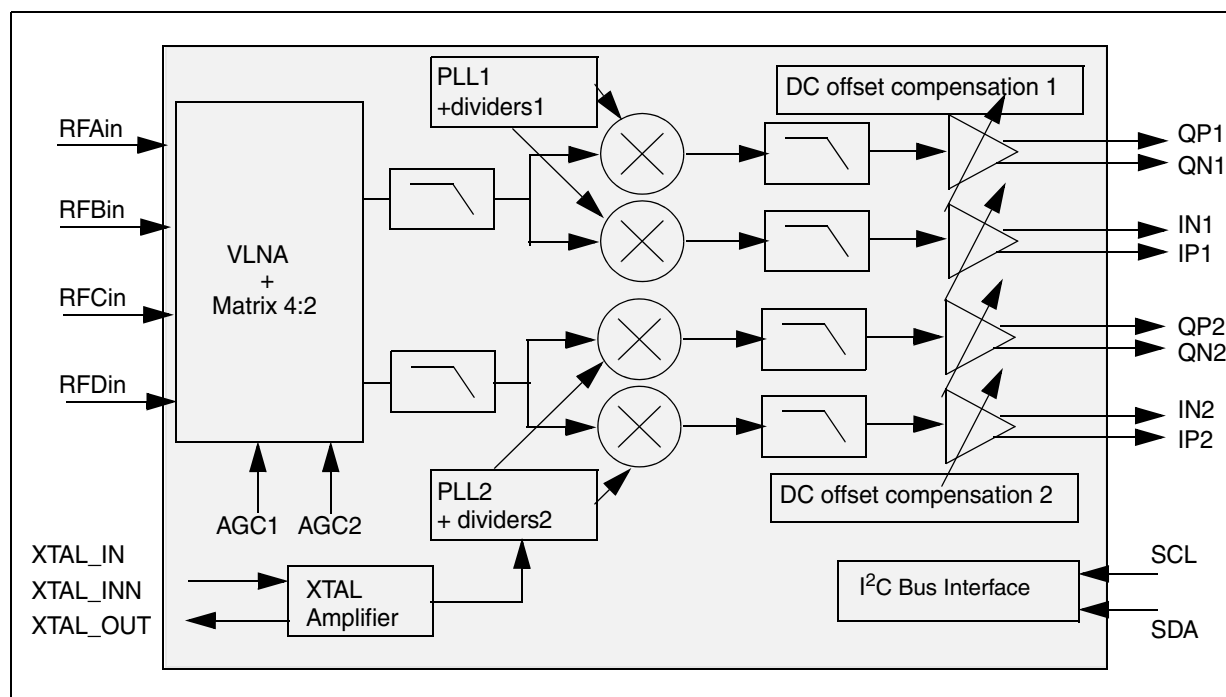 PLL1
+dividers1
DC offset compensation 1
RFAin
RFBin
RFCin
RFDin
VLNA
+
Matrix 4:2
QP1
QN1
IN1
IP1
QP2
QN2
IN2
IP2
AGC1
AGC2
PLL2
+ dividers2
DC offset compensation 2
XTAL_IN
XTAL_INN
XTAL_OUT
XTAL
Amplifier
I²C Bus Interface
SCL
SDA